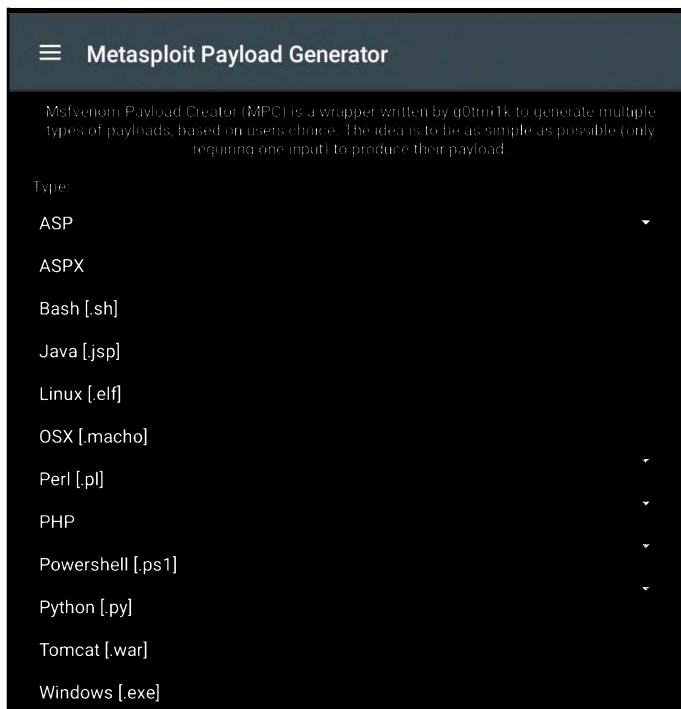 Metasploit Payload Generator
Msfvenom Payload Creator (MPC) is a wrapper written by g0tmi1k to generate multiple
types of payloads, based on users choice. The idea is to be as simple as possible (only
requiring one input) to produce their payload.
Type:
ASP
ASPX
Bash [.sh]
Java [.jsp]
Linux [.elf]
OSX [.macho]
Perl [.pl]
PHP
Powershell [.ps1]
Python [.py]
Tomcat [.war]
Windows [.exe]